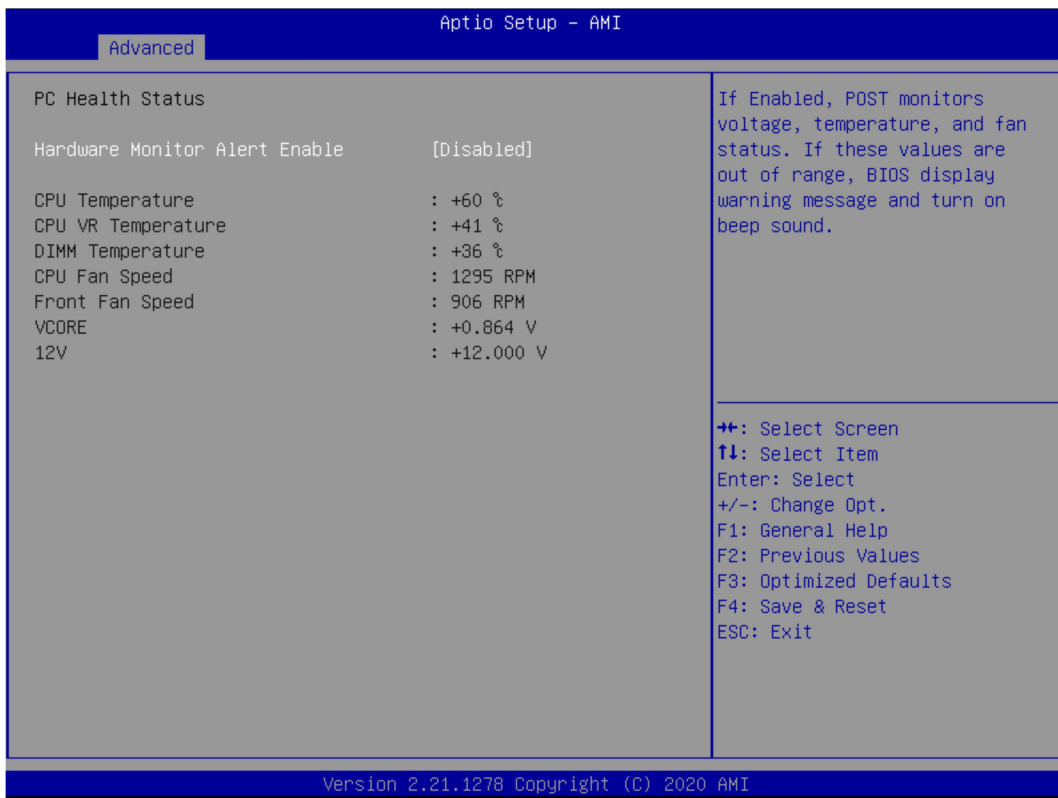 Aptio Setup – AMI
Advanced
PC Health Status
Hardware Monitor Alert Enable [Disabled]
CPU Temperature : +60 ℃
CPU VR Temperature : +41 ℃
DIMM Temperature : +36 ℃
CPU Fan Speed : 1295 RPM
Front Fan Speed : 906 RPM
VCORE : +0.864 V
12V : +12.000 V
If Enabled, POST monitors
voltage, temperature, and fan
status. If these values are
out of range, BIOS display
warning message and turn on
beep sound.
→←: Select Screen
↑↓: Select Item
Enter: Select
+/-: Change Opt.
F1: General Help
F2: Previous Values
F3: Optimized Defaults
F4: Save & Reset
ESC: Exit
Version 2.21.1278 Copyright (C) 2020 AMI